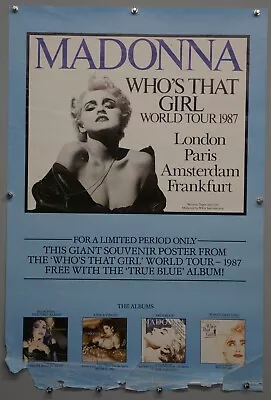 MADONNA
WHO'S THAT
GIRL
WORLD TOUR 1987
London
Paris
Amsterdam
Frankfurt
FOR A LIMITED PERIOD ONLY
THIS GIANT SOUVENIR POSTER FROM
THE 'WHO'S THAT GIRL' WORLD TOUR – 1987
FREE WITH THE 'TRUE BLUE' ALBUM!
THE ALBUMS
MADONNA